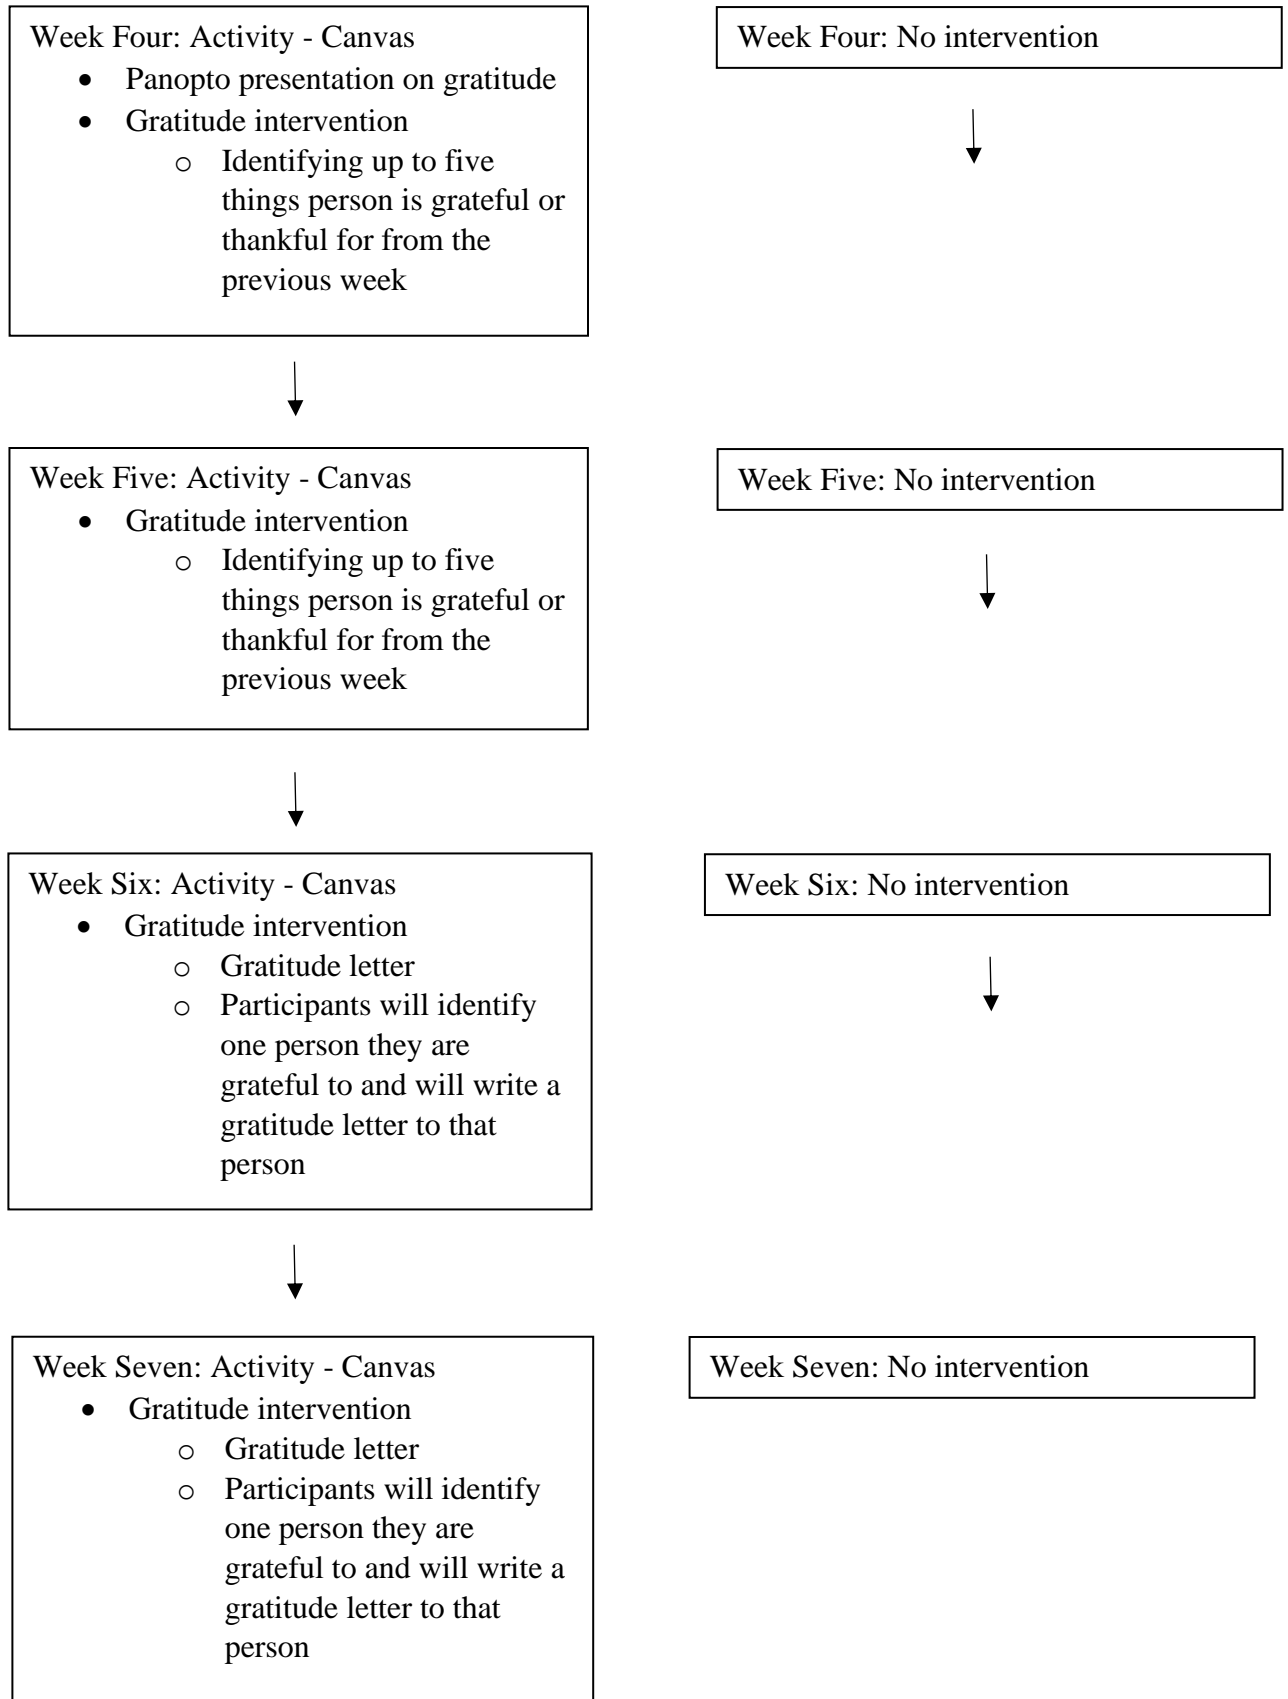 Week Four: Activity - Canvas
• Panopto presentation on gratitude
• Gratitude intervention
o Identifying up to five
things person is grateful or
thankful for from the
previous week
Week Four: No intervention
Week Five: Activity - Canvas
• Gratitude intervention
o Identifying up to five
things person is grateful or
thankful for from the
previous week
Week Five: No intervention
Week Six: Activity - Canvas
• Gratitude intervention
o Gratitude letter
o Participants will identify
one person they are
grateful to and will write a
gratitude letter to that
person
Week Six: No intervention
Week Seven: Activity - Canvas
• Gratitude intervention
o Gratitude letter
o Participants will identify
one person they are
grateful to and will write a
gratitude letter to that
person
Week Seven: No intervention